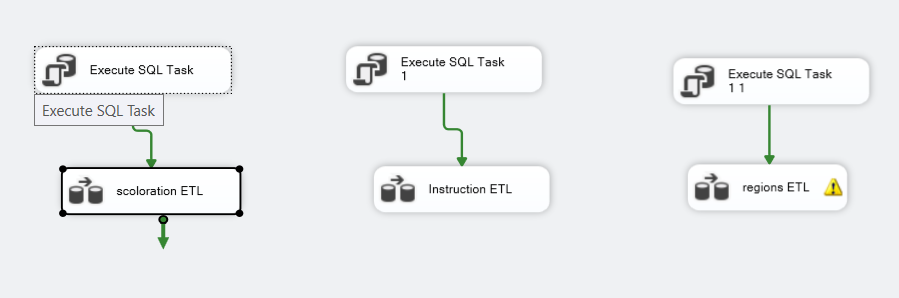 Execute SQL Task
Execute SQL Task
scoloration ETL
Execute SQL Task
1
Instruction ETL
Execute SQL Task
1 1
regions ETL